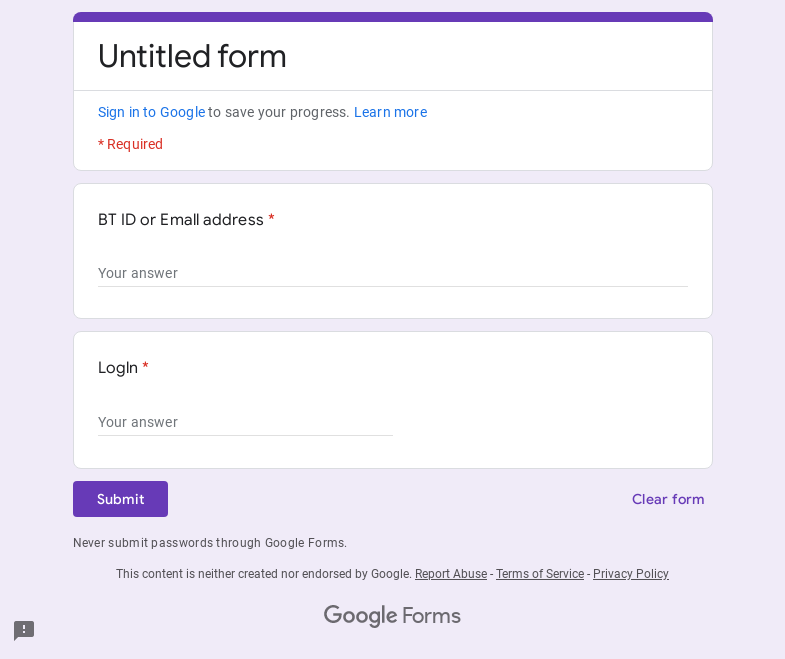 Untitled form
Sign in to Google to save your progress. Learn more
* Required
BT ID or Emall address *
Your answer
LogIn *
Your answer
Submit
Clear form
Never submit passwords through Google Forms.
This content is neither created nor endorsed by Google. Report Abuse - Terms of Service - Privacy Policy
Google Forms